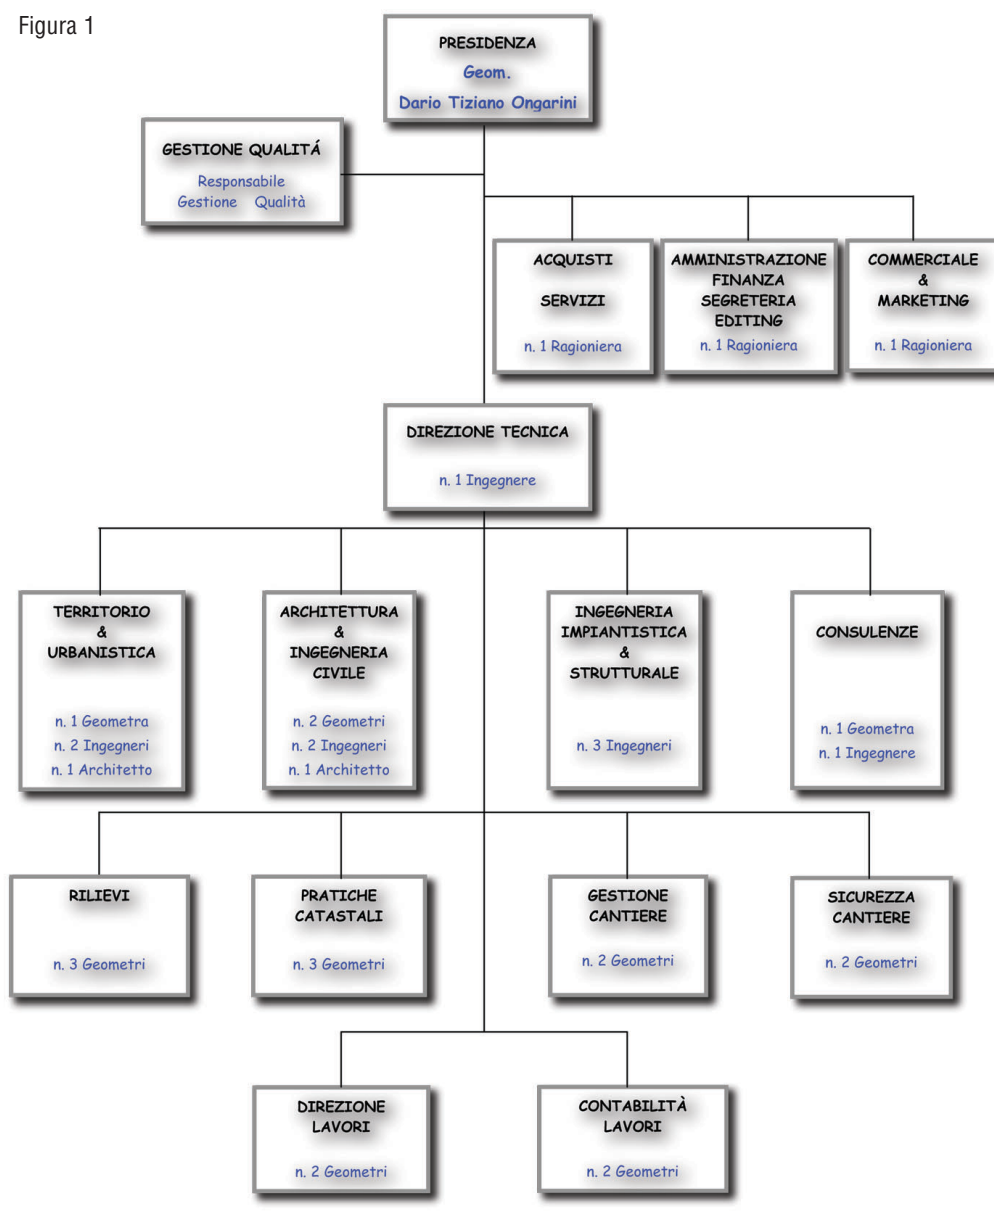 Figura 1
PRESIDENZA
Geom.
Dario Tiziano Ongarini
GESTIONE QUALITÁ
Responsabile
Gestione Qualità
ACQUISTI
SERVIZI
n. 1 Ragioniera
AMMINISTRAZIONE
FINANZA
SEGRETERIA
EDITING
n. 1 Ragioniera
COMMERCIALE
&
MARKETING
n. 1 Ragioniera
DIREZIONE TECNICA
n. 1 Ingegnere
TERRITORIO
&
URBANISTICA
n. 1 Geometra
n. 2 Ingegneri
n. 1 Architetto
ARCHITETTURA
&
INGEGNERIA
CIVILE
n. 2 Geometri
n. 2 Ingegneri
n. 1 Architetto
INGEGNERIA
IMPIANTISTICA
&
STRUTTURALE
n. 3 Ingegneri
CONSULENZE
n. 1 Geometra
n. 1 Ingegnere
RILIEVI
n. 3 Geometri
PRATICHE
CATASTALI
n. 3 Geometri
GESTIONE
CANTIERE
n. 2 Geometri
SICUREZZA
CANTIERE
n. 2 Geometri
DIREZIONE
LAVORI
n. 2 Geometri
CONTABILITÀ
LAVORI
n. 2 Geometri